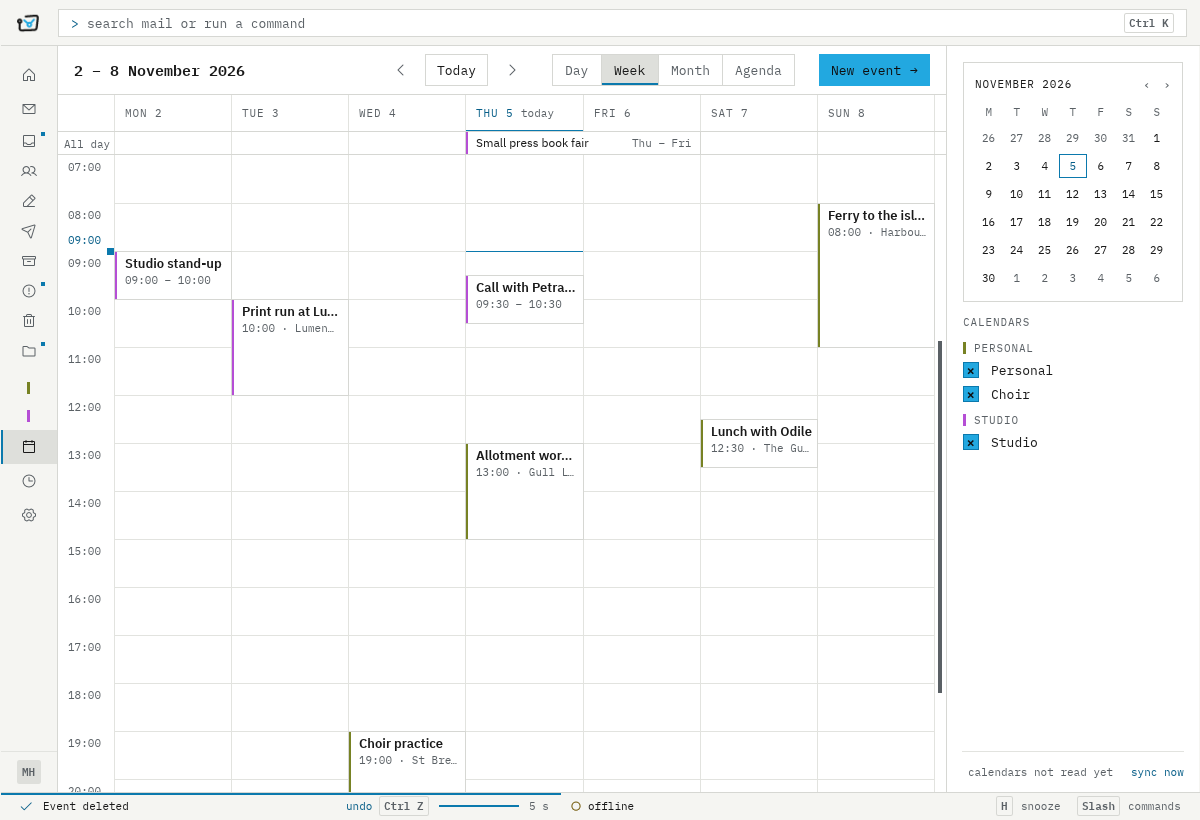 > search mail or run a command Ctrl K
2 – 8 November 2026 Today Day Week Month Agenda New event →
MON 2 TUE 3 WED 4 THU 5 today FRI 6 SAT 7 SUN 8
All day Small press book fair Thu – Fri
07:00
08:00
09:00
09:00
10:00
11:00
12:00
13:00
14:00
15:00
16:00
17:00
18:00
19:00
20:00
Studio stand-up
09:00 – 10:00
Print run at Lu…
10:00 · Lumen…
Choir practice
19:00 · St Bre…
Call with Petra…
09:30 – 10:30
Allotment wor…
13:00 · Gull L…
Lunch with Odile
12:30 · The Gu…
Ferry to the isl…
08:00 · Harbou…
NOVEMBER 2026 ‹ ›
M T W T F S S
26 27 28 29 30 31 1
2 3 4 5 6 7 8
9 10 11 12 13 14 15
16 17 18 19 20 21 22
23 24 25 26 27 28 29
30 1 2 3 4 5 6
CALENDARS
PERSONAL
Personal
Choir
STUDIO
Studio
calendars not read yet sync now
MH
Event deleted undo Ctrl Z 5 s offline H snooze Slash commands